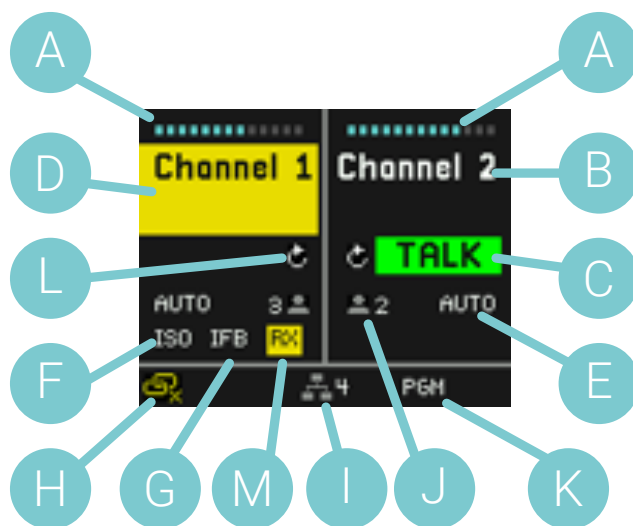 A A
Channel 1 Channel 2
D B
TALK
L C
AUTO 3 2 AUTO
ISO IFB RX
F E
4 PGM
H G M I J K